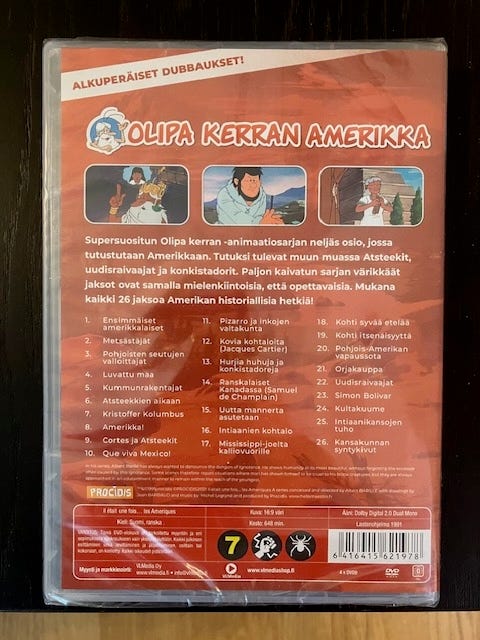 ALKUPERÄISET DUBBAUKSET!
OLIPA KERRAN AMERIKKA
Supersuositun Olipa kerran -animaatiosarjan neljäs osio, jossa
tutustutaan Amerikkaan. Tutuksi tulevat muun muassa Atsteekit,
uudisraivaajat ja konkistadorit. Paljon kaivatun sarjan värikkäät
jaksot ovat samalla mielenkiintoisia, että opettavaisia. Mukana
kaikki 26 jaksoa Amerikan historiallisia hetkiä!
1. Ensimmäiset
amerikkalaiset
2. Metsästäjät
3. Pohjoisten seutujen
valloittajat
4. Luvattu maa
5. Kummunrakentajat
6. Atsteekkien aikaan
7. Kristoffer Kolumbus
8. Amerikka!
9. Cortes ja Atsteekit
10. Que viva Mexico!
11. Pizarro ja inkojen
valtakunta
12. Kovia kohtaloita
(Jacques Cartier)
13. Hurjia huhuja ja
konkistadoreja
14. Ranskalaiset
Kanadassa (Samuel
de Champlain)
15. Uutta mannerta
asutetaan
16. Intiaanien kohtalo
17. Mississippi-joelta
kalliovuorille
18. Kohti syvää etelää
19. Kohti itsenäisyyttä
20. Pohjois-Amerikan
vapaussota
21. Orjakauppa
22. Uudisraivaajat
23. Simon Bolivar
24. Kultakuume
25. Intiaanikansojen
tuho
26. Kansakunnan
syntykivut
PROCIDIS
Il était une fois... les Amériques
Kuva: 16:9 väri
Ääni: Dolby Digital 2.0 Dual Mono
Kieli: Suomi, ranska
Kesto: 648 min.
Lastenohjelma 1991
7
6 416415 621978
Myynti ja markkinointi:
VLMedia Oy
www.vlmedia.fi
VLMedia
www.vlmediashop.fi
4 x DVD9
DVD
0